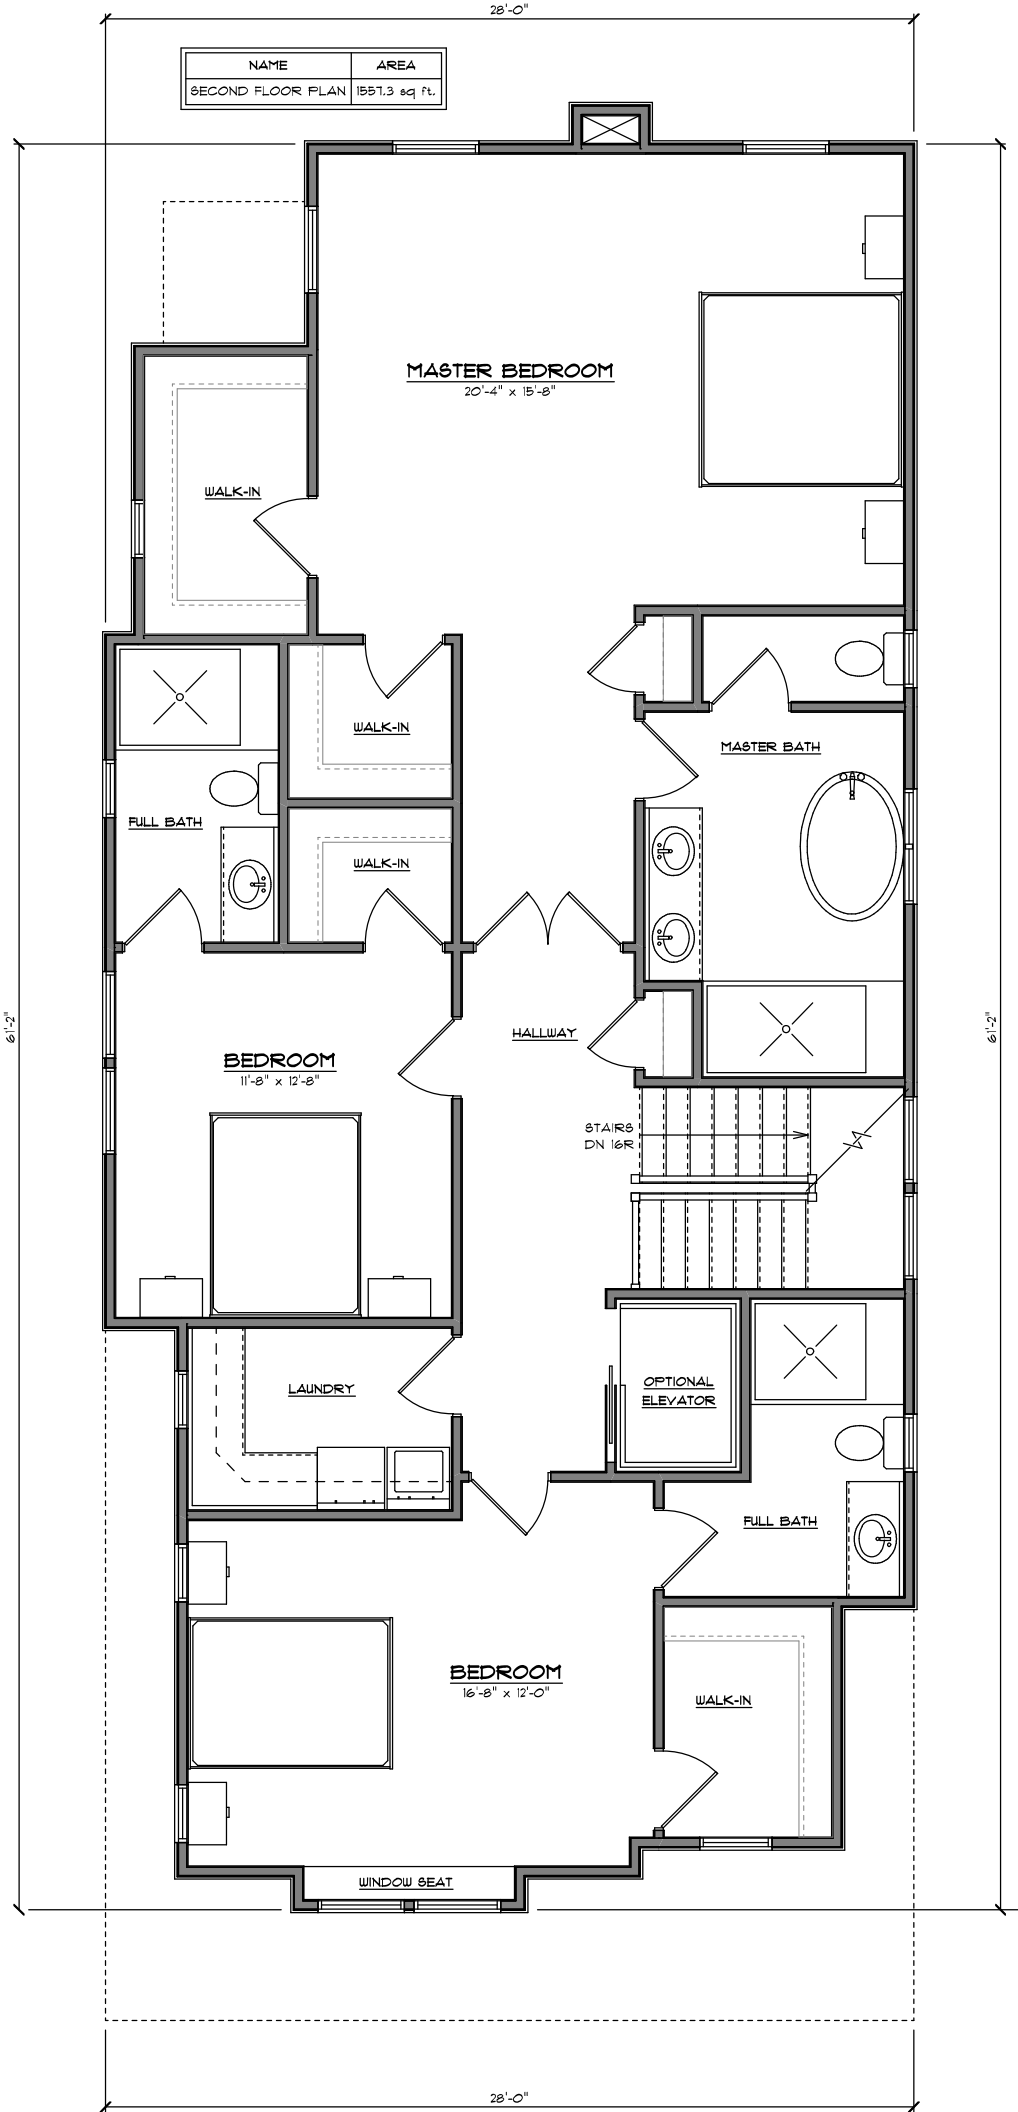 28'-0"
NAME AREA
SECOND FLOOR PLAN 1557.3 sq ft.
MASTER BEDROOM
20'-4" x 15'-8"
WALK-IN
WALK-IN
MASTER BATH
FULL BATH
WALK-IN
61'-2"
61'-2"
HALLWAY
BEDROOM
11'-8" x 12'-8"
STAIRS
DN 16R
LAUNDRY
OPTIONAL
ELEVATOR
FULL BATH
BEDROOM
16'-8" x 12'-0"
WALK-IN
WINDOW SEAT
28'-0"